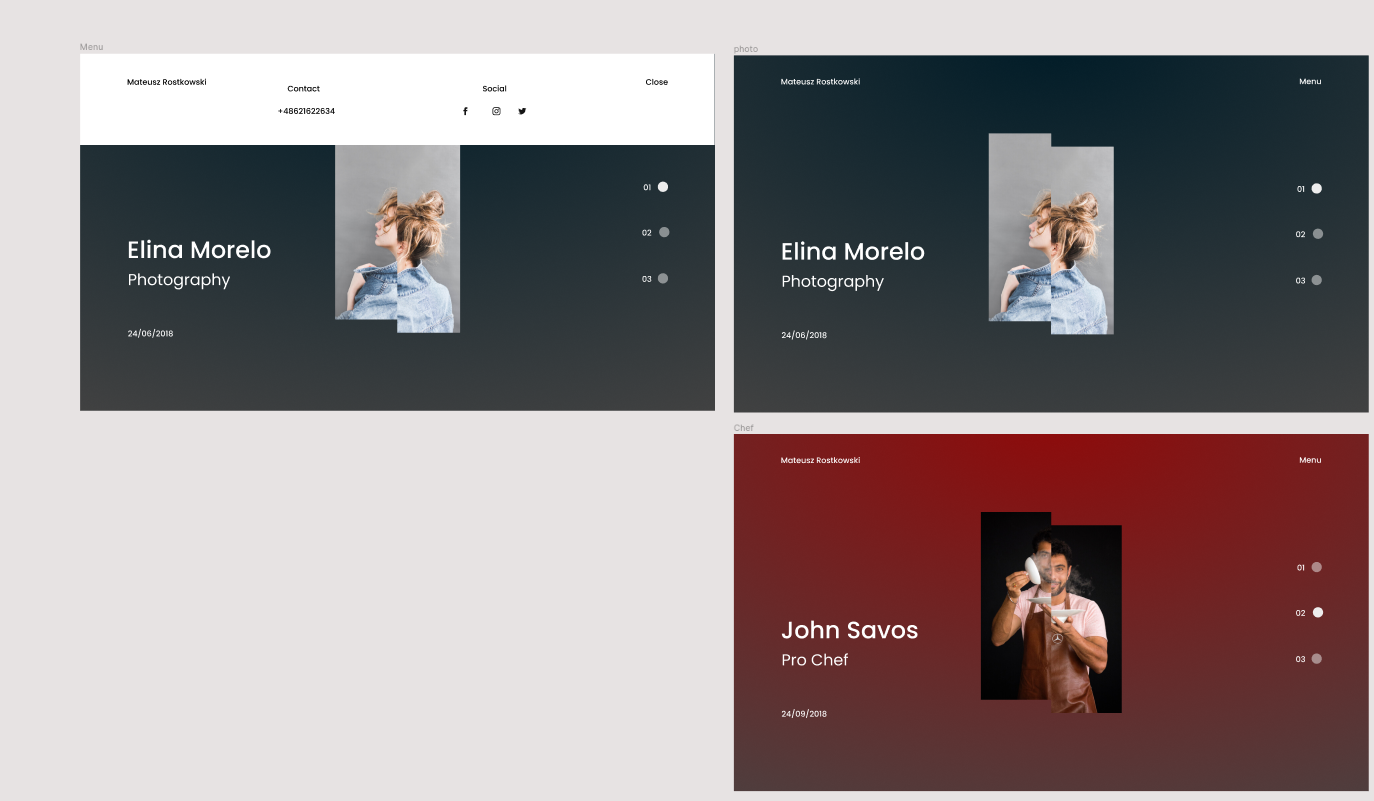 Menu
Mateusz Rostkowski
Contact
Social
Close
+48621622634
01
02
03
Elina Morelo
Photography
24/06/2018
photo
Mateusz Rostkowski
Menu
01
02
03
Elina Morelo
Photography
24/06/2018
Chef
Mateusz Rostkowski
Menu
01
02
03
John Savos
Pro Chef
24/09/2018